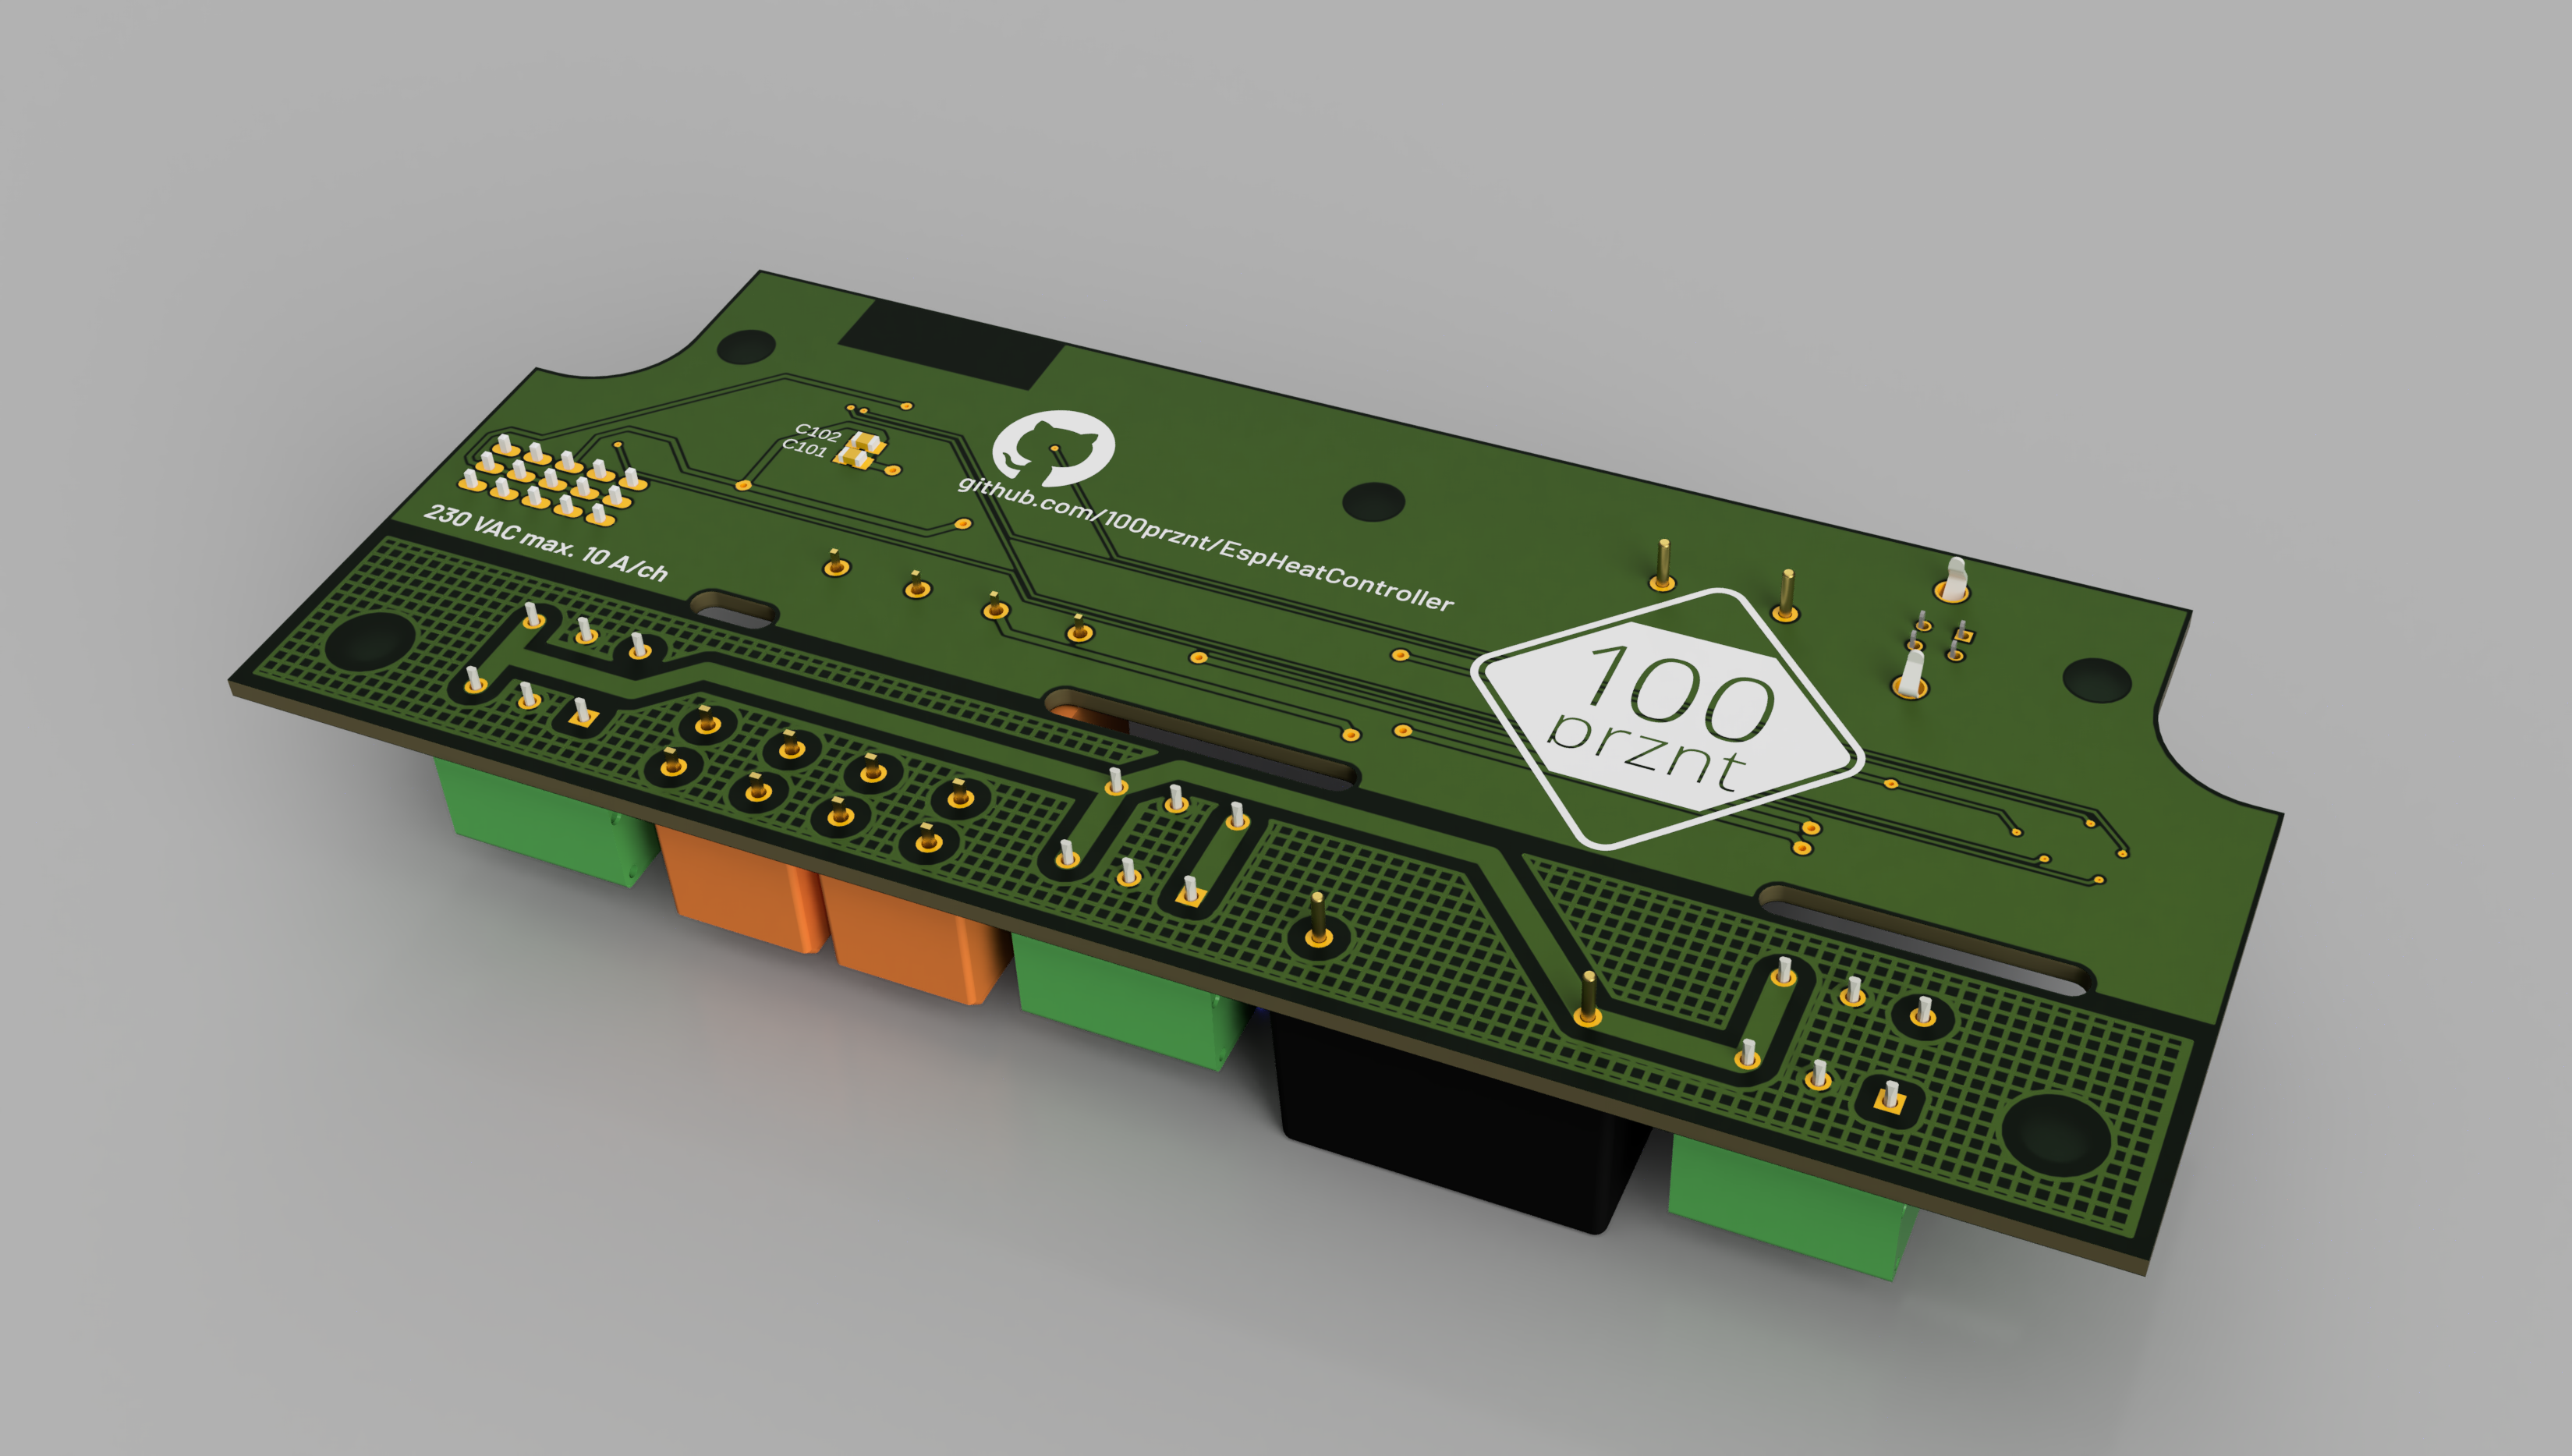 C102
C101
github.com/100prznt/EspHeatController
230 VAC max. 10 A/ch
100
prznt